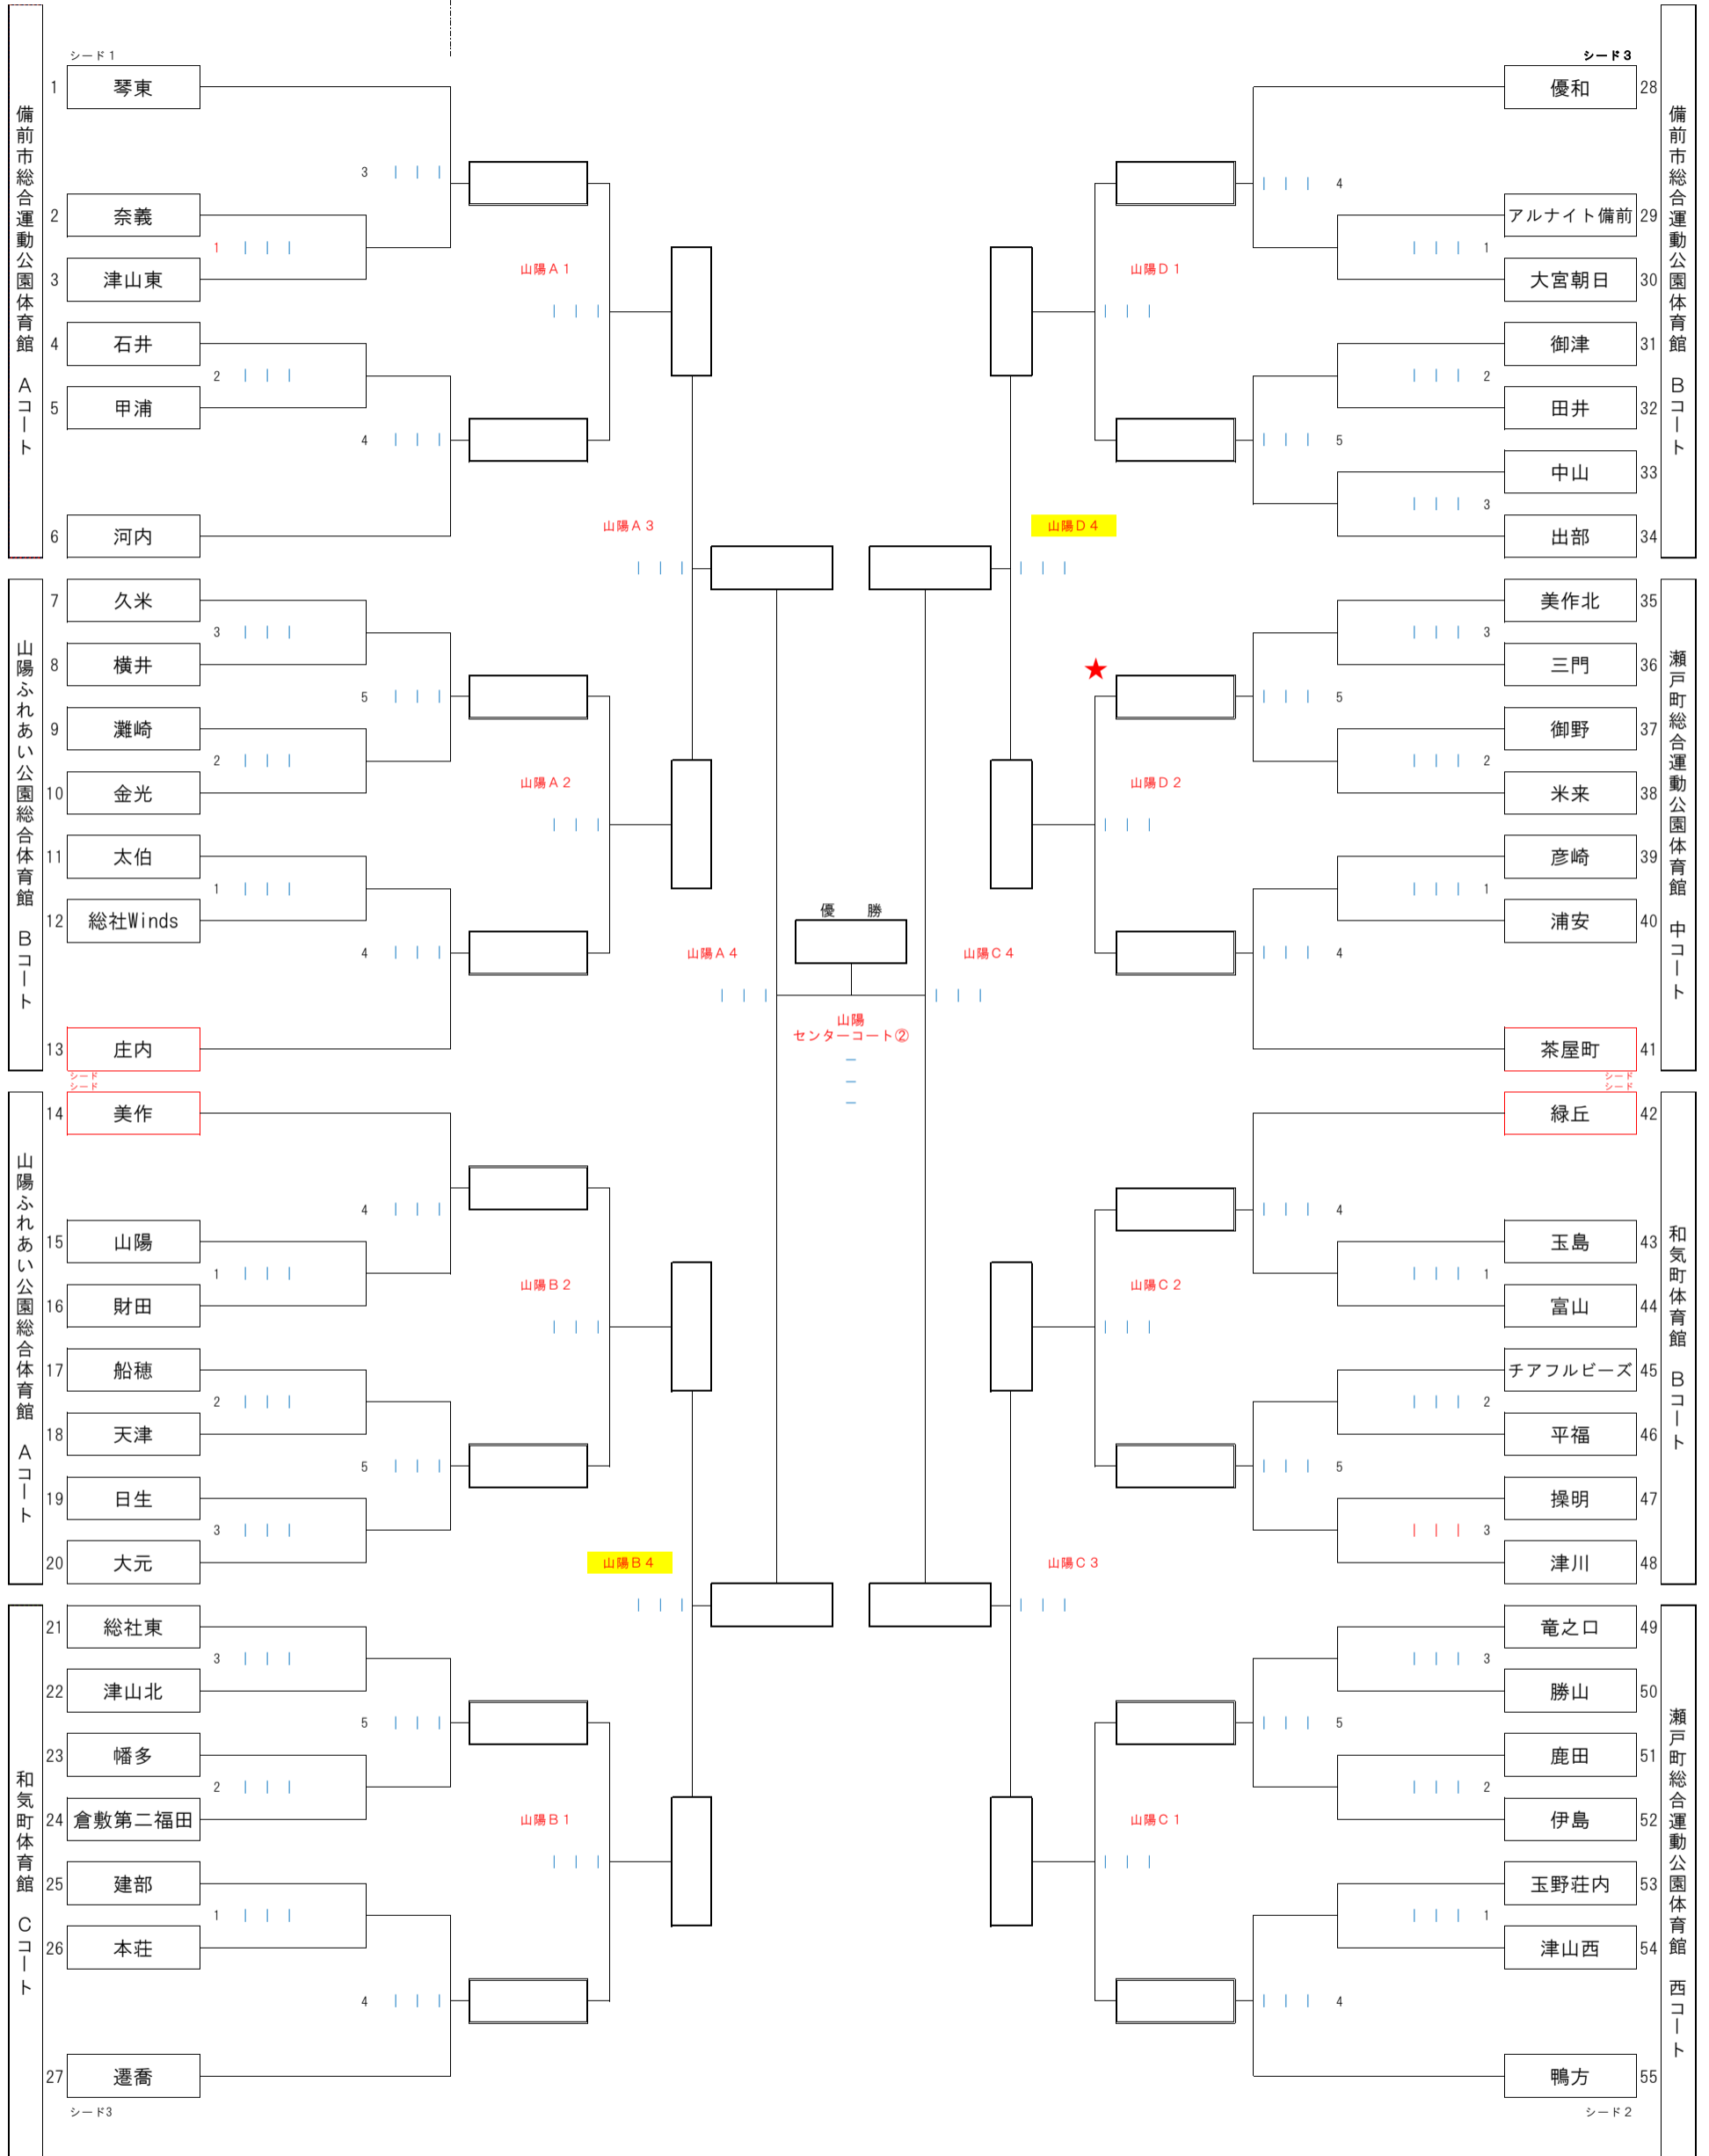 備前市総合運動公園体育館 Aコート
シード1
1 琴東
3
2 奈義
1
3 津山東
4 石井
2
5 甲浦
4
6 河内
山陽A1
山陽A3
山陽ふれあい公園総合体育館 Bコート
7 久米
3
8 横井
5
9 灘崎
2
10 金光
11 太伯
1
12 総社Winds
4
13 庄内
シード
山陽A2
山陽A4
山陽ふれあい公園総合体育館 Aコート
シード
14 美作
4
15 山陽
1
16 財田
17 船穂
2
18 天津
5
19 日生
3
20 大元
山陽B2
山陽B4
和気町体育館 Cコート
21 総社東
3
22 津山北
5
23 幡多
2
24 倉敷第二福田
25 建部
1
26 本荘
4
27 遷喬
シード3
山陽B1
優 勝
山陽
センターコート②
備前市総合運動公園体育館 Bコート
シード3
優和 28
4
アルナイト備前 29
1
大宮朝日 30
御津 31
2
田井 32
5
中山 33
3
出部 34
山陽D1
山陽D4
瀬戸町総合運動公園体育館 中コート
美作北 35
3
三門 36
★
5
御野 37
2
米来 38
彦崎 39
1
浦安 40
4
茶屋町 41
シード
山陽D2
山陽C4
和気町体育館 Bコート
シード
緑丘 42
4
玉島 43
1
富山 44
チアフルビーズ 45
2
平福 46
5
操明 47
3
津川 48
山陽C2
山陽C3
瀬戸町総合運動公園体育館 西コート
竜之口 49
3
勝山 50
5
鹿田 51
2
伊島 52
玉野荘内 53
1
津山西 54
4
鴨方 55
シード2
山陽C1